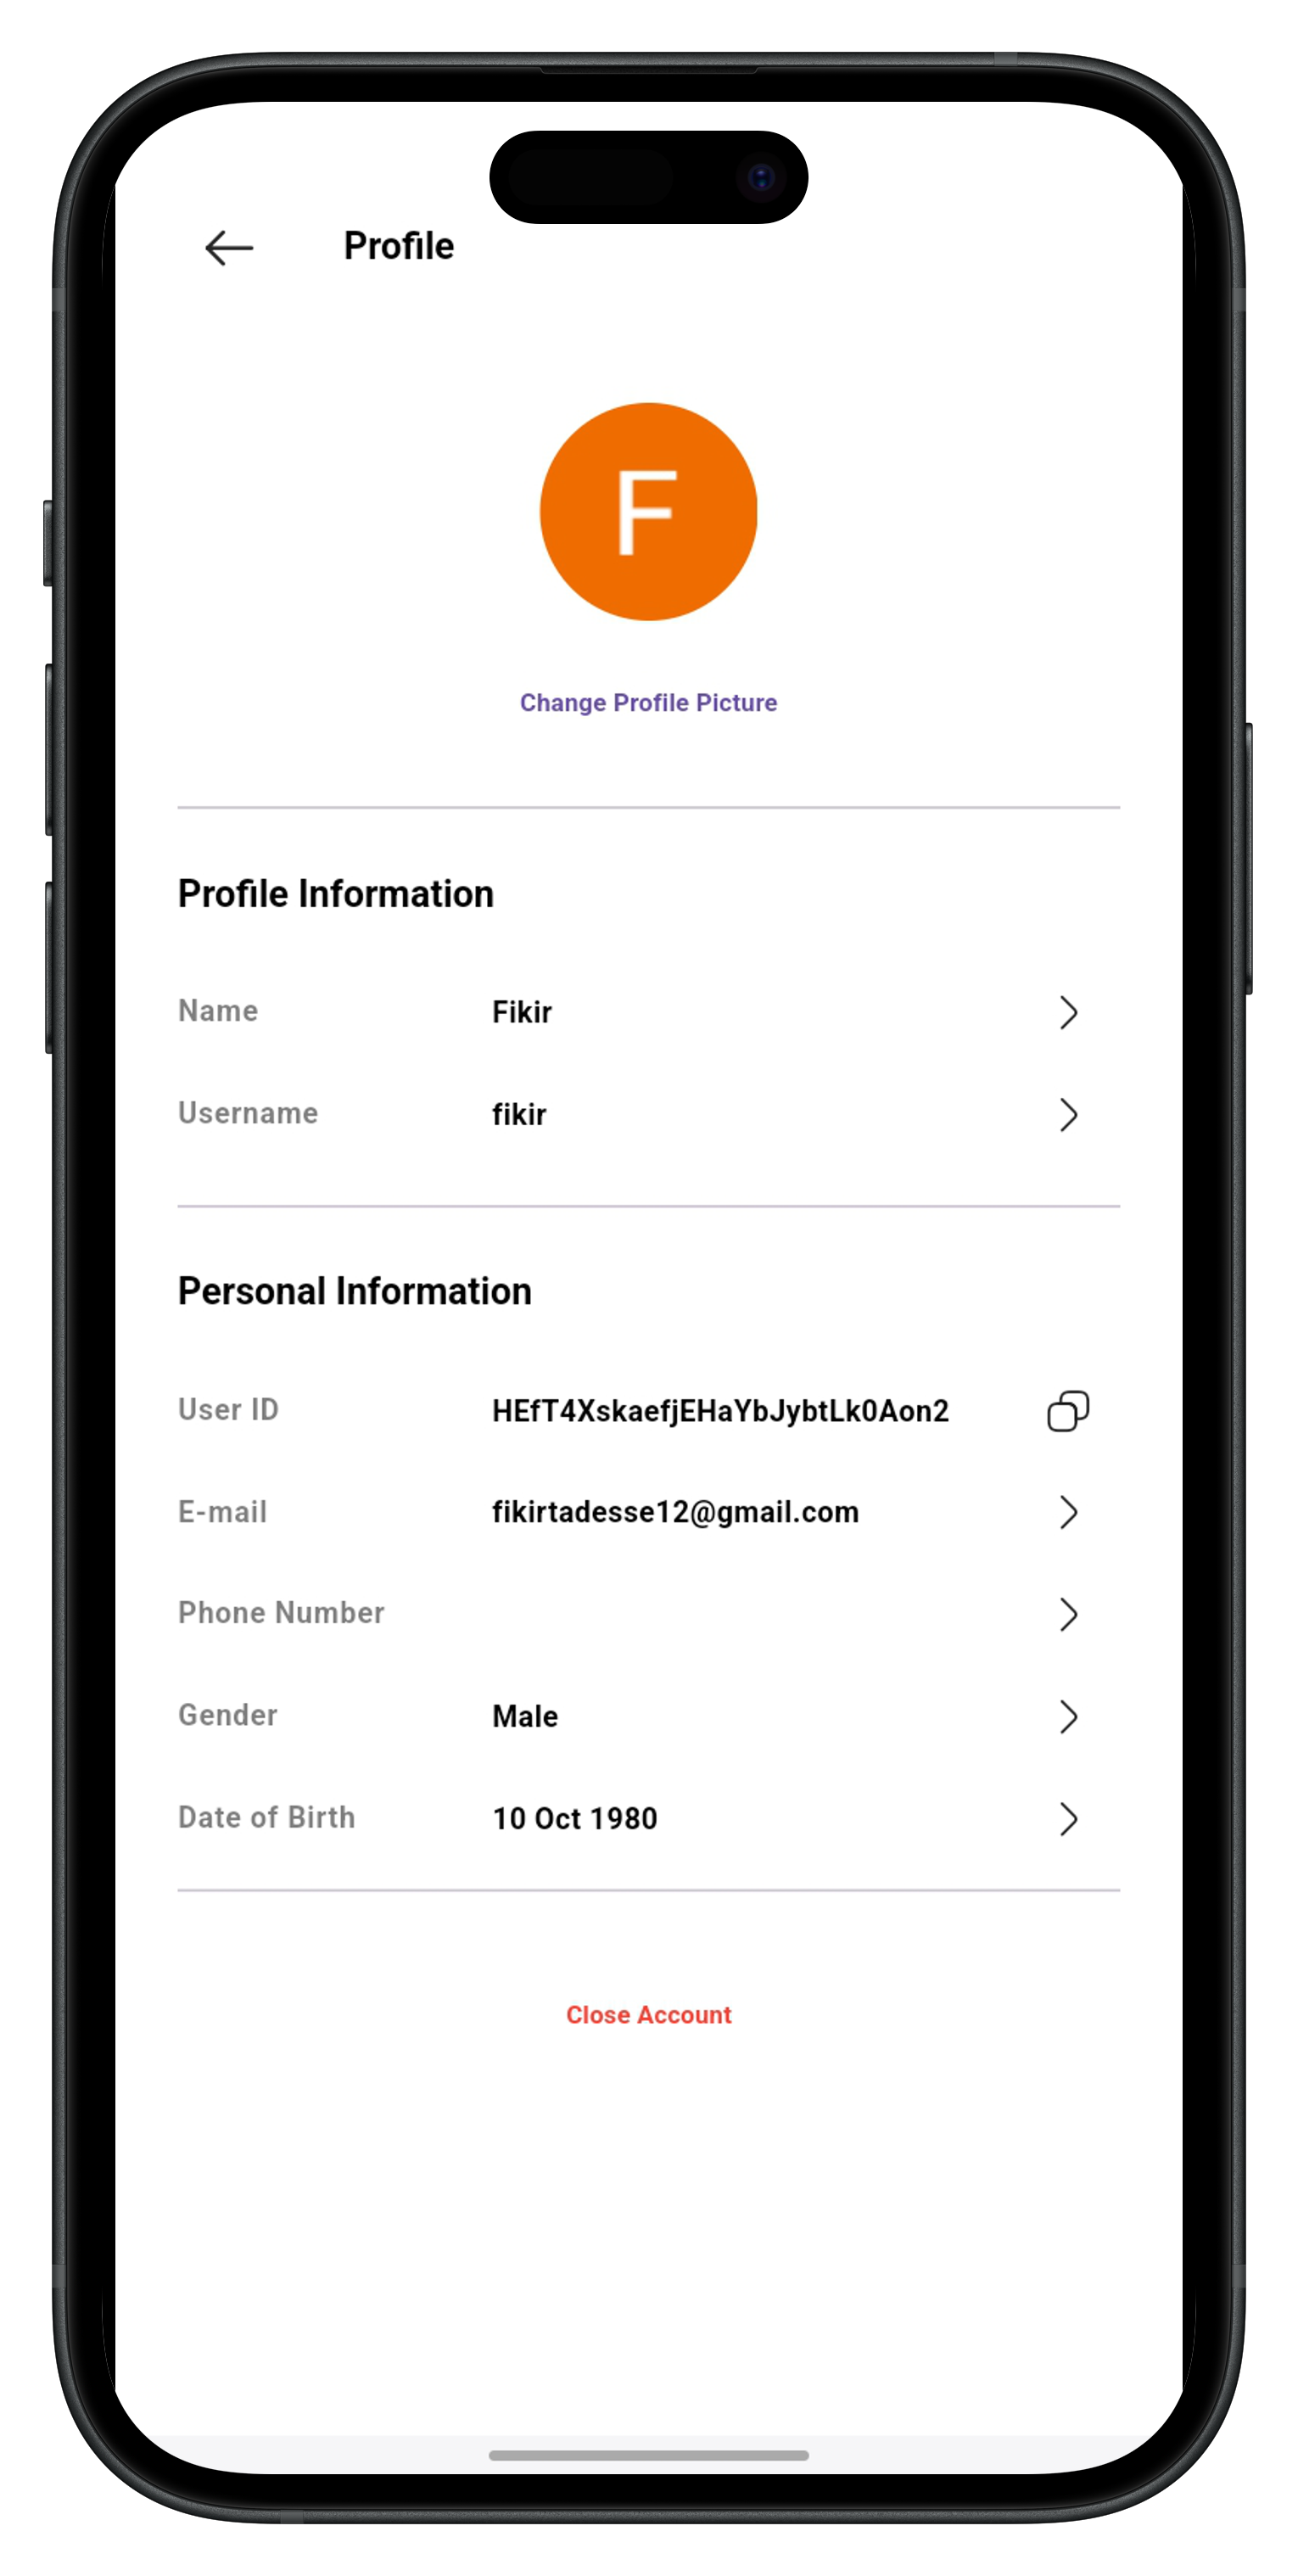 Profile
F
Change Profile Picture
Profile Information
Name Fikir
Username fikir
Personal Information
User ID HEfT4XskaefjEHaYbJybtLk0Aon2
E-mail fikirtadesse12@gmail.com
Phone Number
Gender Male
Date of Birth 10 Oct 1980
Close Account